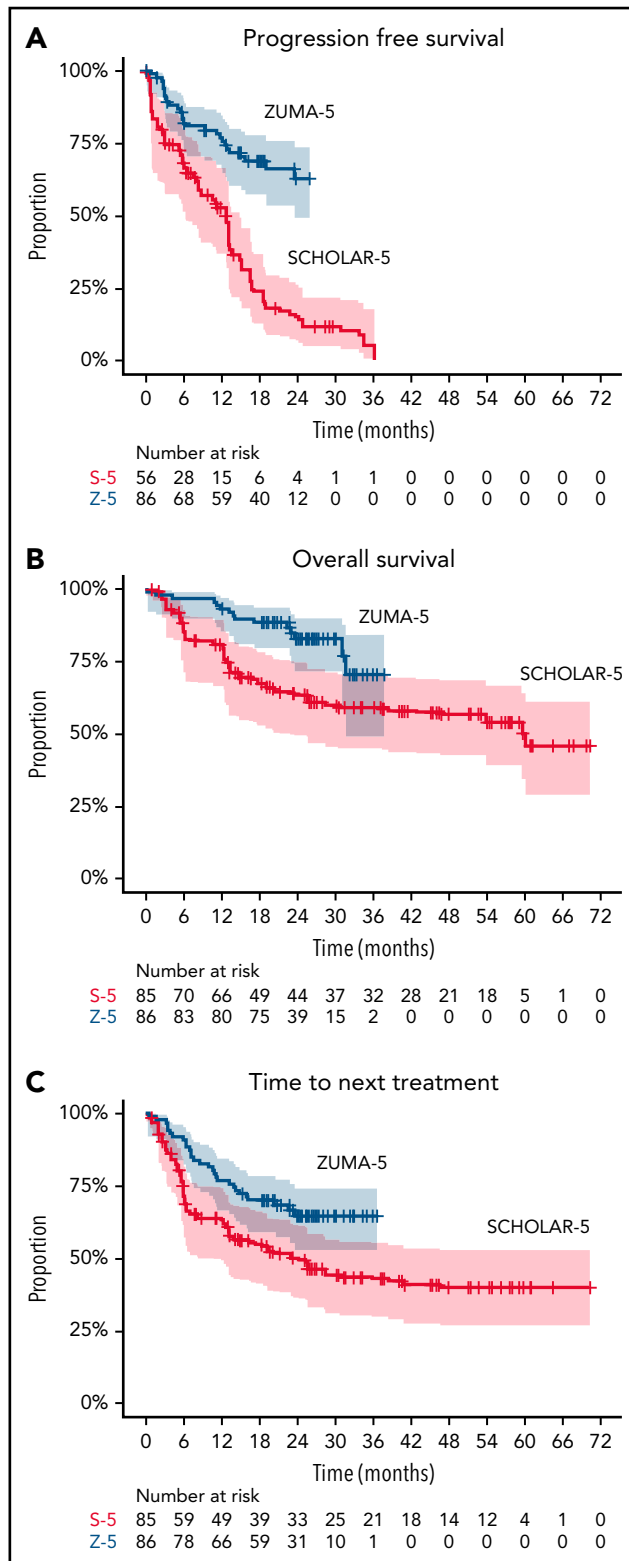 A Progression free survival
100%
75%
50%
25%
0%
Proportion
ZUMA-5
SCHOLAR-5
0 6 12 18 24 30 36 42 48 54 60 66 72
Time (months)
Number at risk
S-5 56 28 15 6 4 1 1 0 0 0 0 0 0
Z-5 86 68 59 40 12 0 0 0 0 0 0 0 0
B Overall survival
100%
75%
50%
25%
0%
Proportion
ZUMA-5
SCHOLAR-5
0 6 12 18 24 30 36 42 48 54 60 66 72
Time (months)
Number at risk
S-5 85 70 66 49 44 37 32 28 21 18 5 1 0
Z-5 86 83 80 75 39 15 2 0 0 0 0 0 0
C Time to next treatment
100%
75%
50%
25%
0%
Proportion
ZUMA-5
SCHOLAR-5
0 6 12 18 24 30 36 42 48 54 60 66 72
Time (months)
Number at risk
S-5 85 59 49 39 33 25 21 18 14 12 4 1 0
Z-5 86 78 66 59 31 10 1 0 0 0 0 0 0